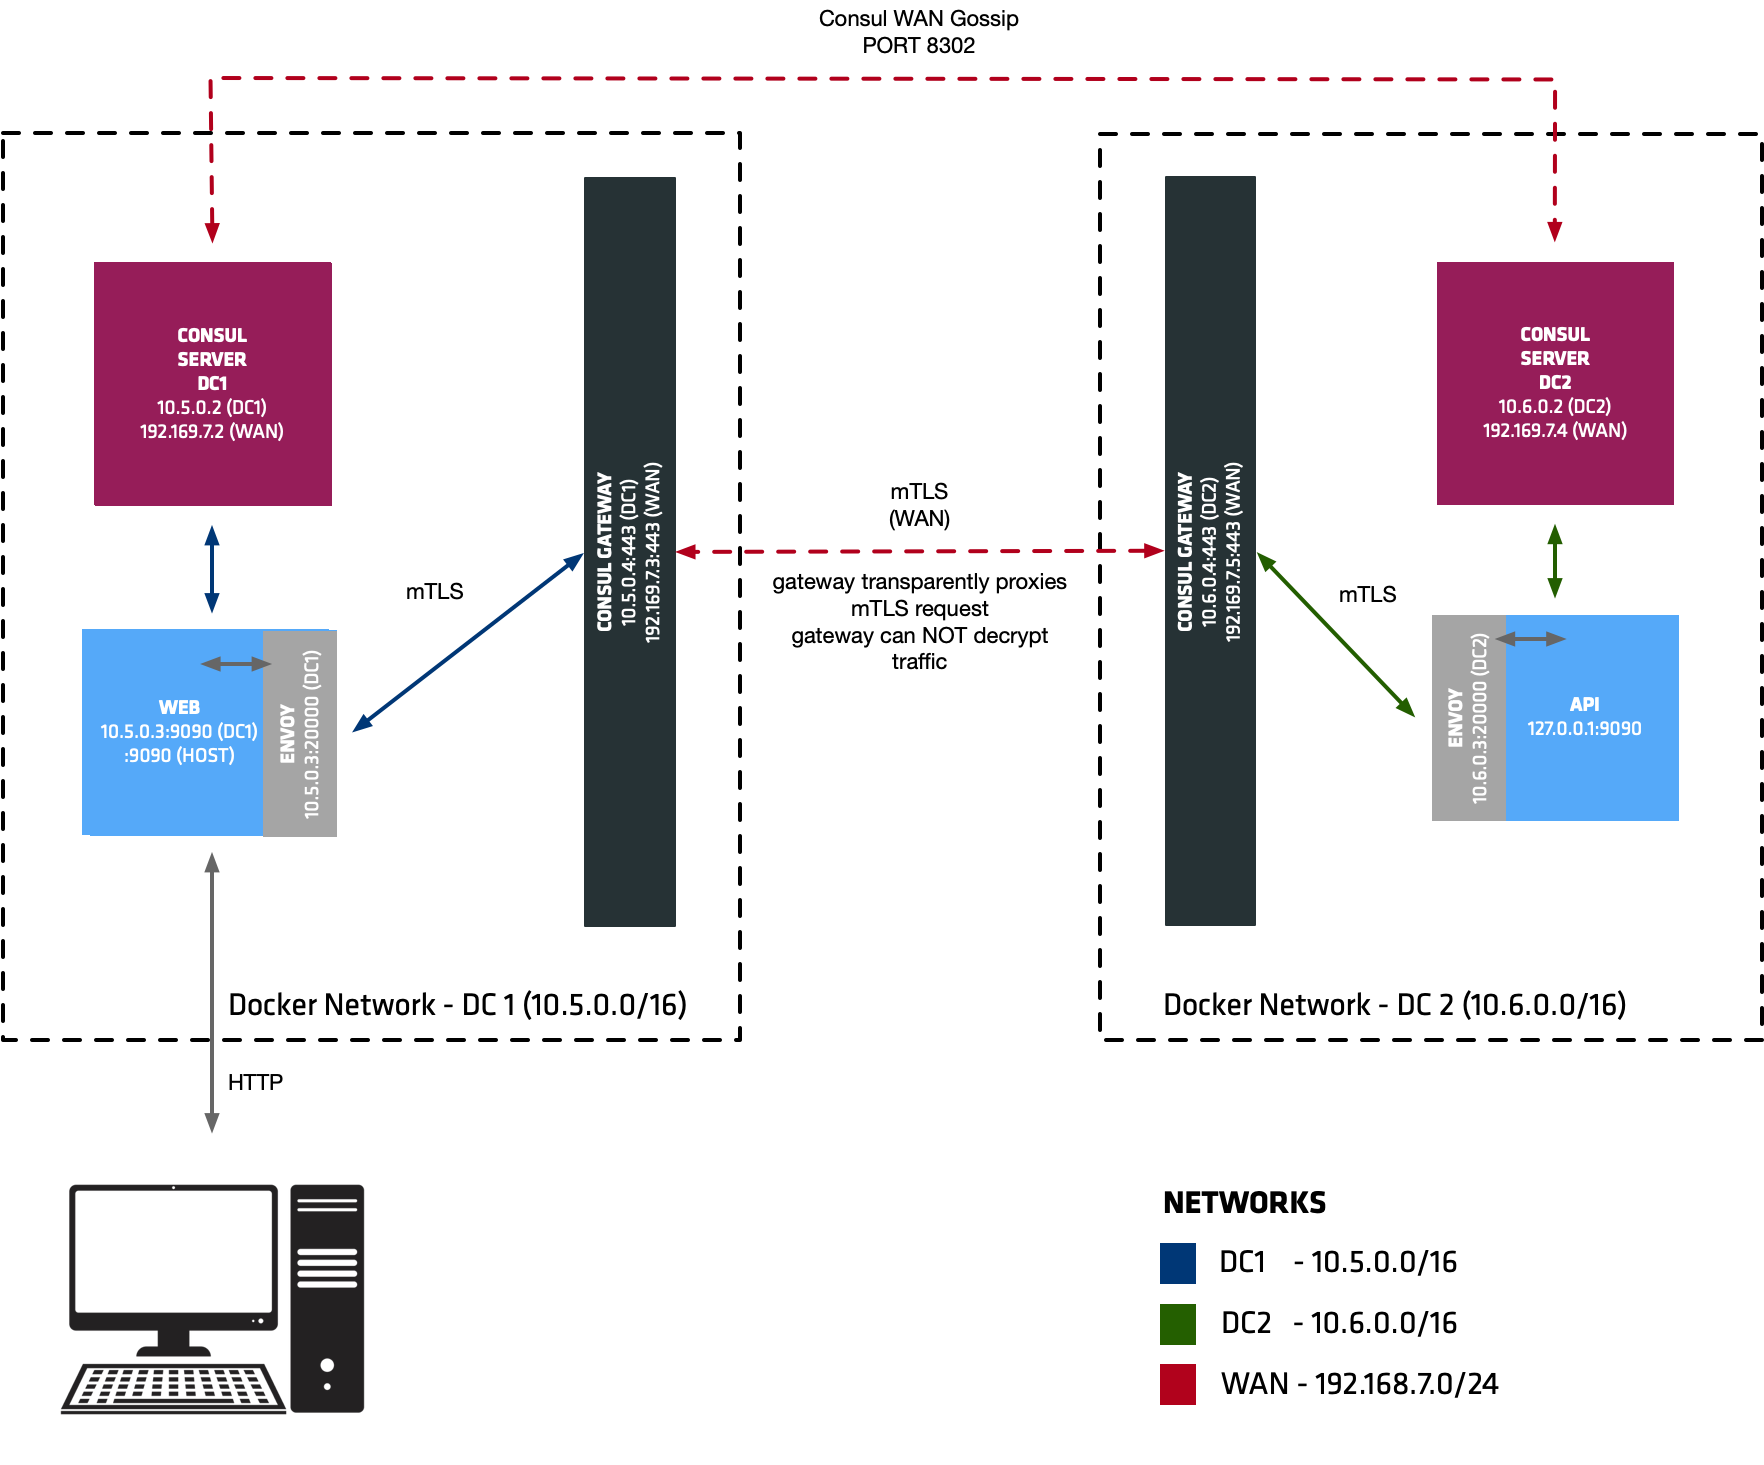 Consul WAN Gossip
PORT 8302
CONSUL
SERVER
DC1
10.5.0.2 (DC1)
192.169.7.2 (WAN)
CONSUL GATEWAY
10.5.0.4:443 (DC1)
192.169.7.3:443 (WAN)
mTLS
WEB
10.5.0.3:9090 (DC1)
:9090 (HOST)
ENVOY
10.5.0.3:20000 (DC1)
Docker Network - DC 1 (10.5.0.0/16)
HTTP
mTLS
(WAN)
gateway transparently proxies
mTLS request
gateway can NOT decrypt
traffic
CONSUL GATEWAY
10.6.0.4:443 (DC2)
192.169.7.5:443 (WAN)
CONSUL
SERVER
DC2
10.6.0.2 (DC2)
192.169.7.4 (WAN)
mTLS
ENVOY
10.6.0.3:20000 (DC2)
API
127.0.0.1:9090
Docker Network - DC 2 (10.6.0.0/16)
NETWORKS
DC1 - 10.5.0.0/16
DC2 - 10.6.0.0/16
WAN - 192.168.7.0/24